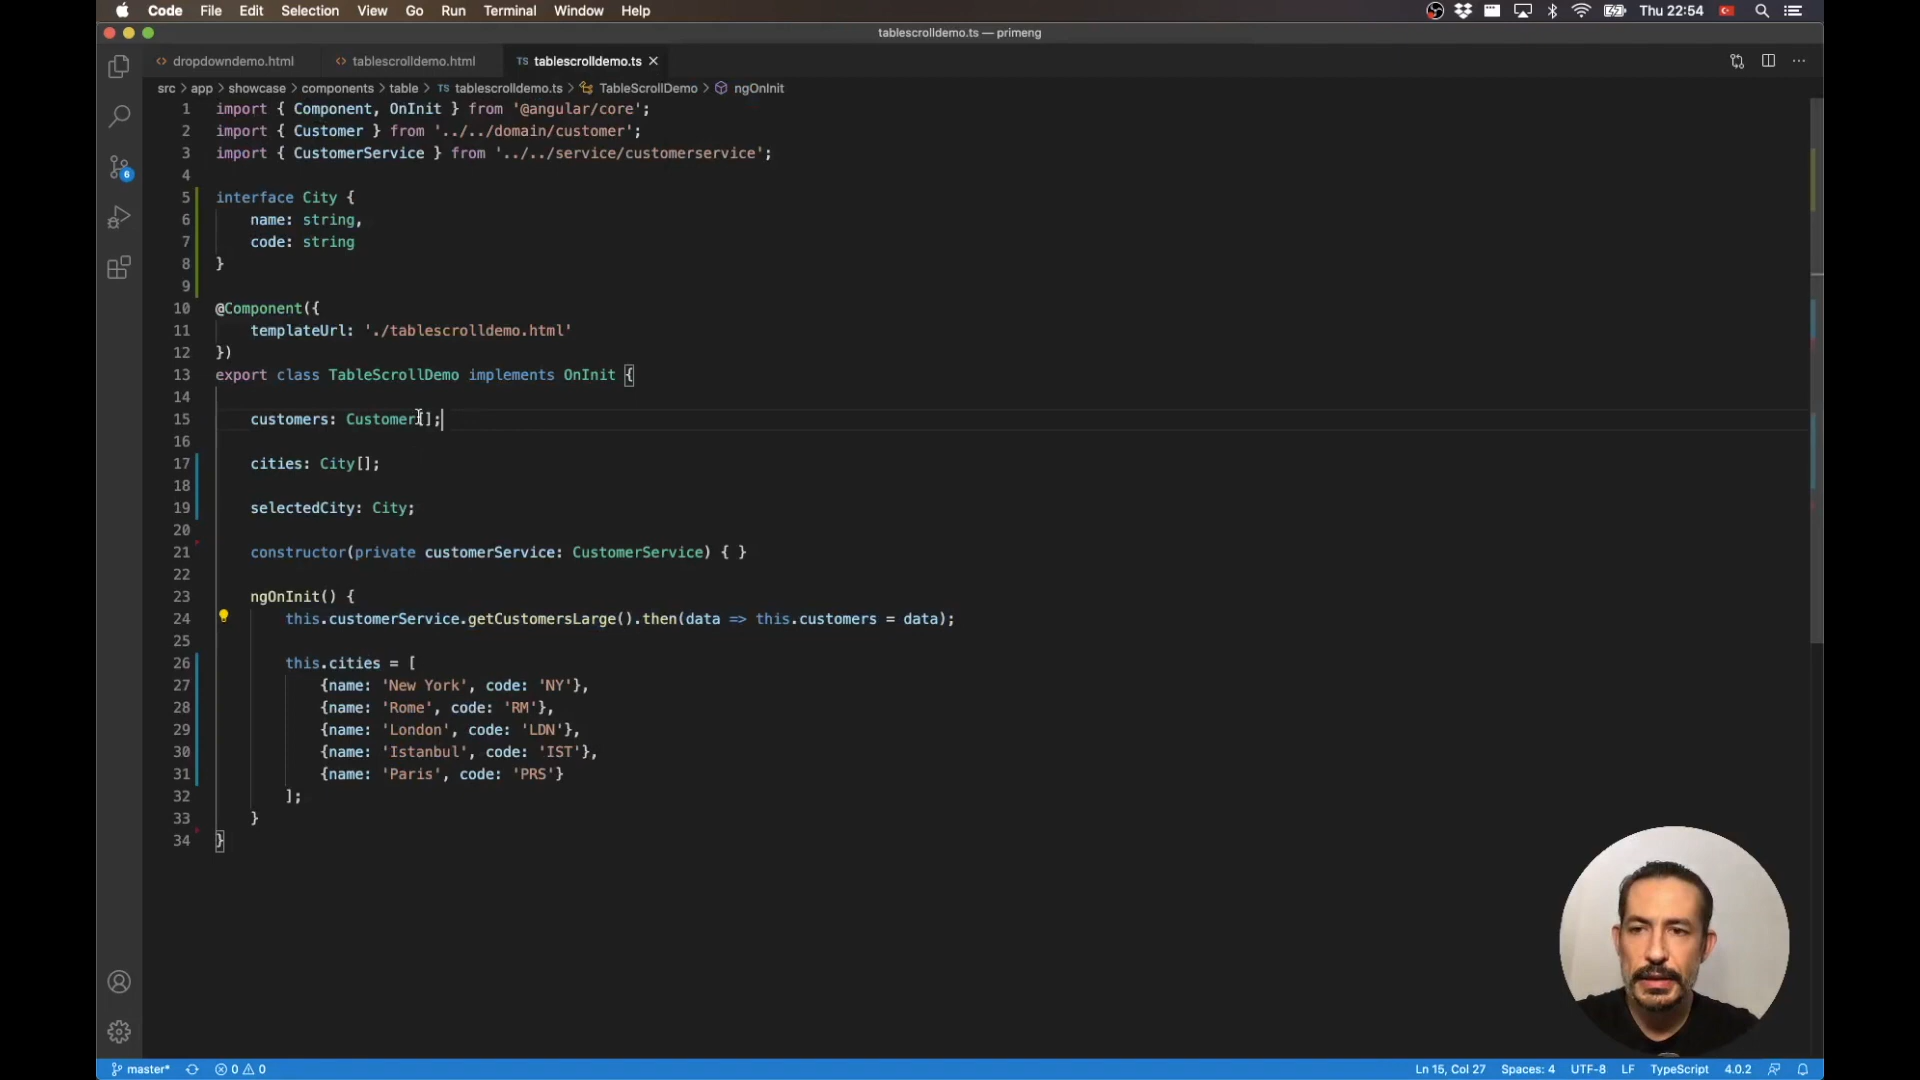 Code File Edit Selection View Go Run Terminal Window Help Thu 22:54
tablescrolldemo.ts — primeng
dropdowndemo.html tablescrolldemo.html TS tablescrolldemo.ts
src › app › showcase › components › table › TS tablescrolldemo.ts › TableScrollDemo › ngOnInit
1 import { Component, OnInit } from '@angular/core';
2 import { Customer } from '../../domain/customer';
3 import { CustomerService } from '../../service/customerservice';
4
5 interface City {
6 name: string,
7 code: string
8 }
9
10 @Component({
11 templateUrl: './tablescrolldemo.html'
12 })
13 export class TableScrollDemo implements OnInit {
14
15 customers: Customer[];
16
17 cities: City[];
18
19 selectedCity: City;
20
21 constructor(private customerService: CustomerService) { }
22
23 ngOnInit() {
24 this.customerService.getCustomersLarge().then(data => this.customers = data);
25
26 this.cities = [
27 {name: 'New York', code: 'NY'},
28 {name: 'Rome', code: 'RM'},
29 {name: 'London', code: 'LDN'},
30 {name: 'Istanbul', code: 'IST'},
31 {name: 'Paris', code: 'PRS'}
32 ];
33 }
34 }
6
master* 0 0 Ln 15, Col 27 Spaces: 4 UTF-8 LF TypeScript 4.0.2